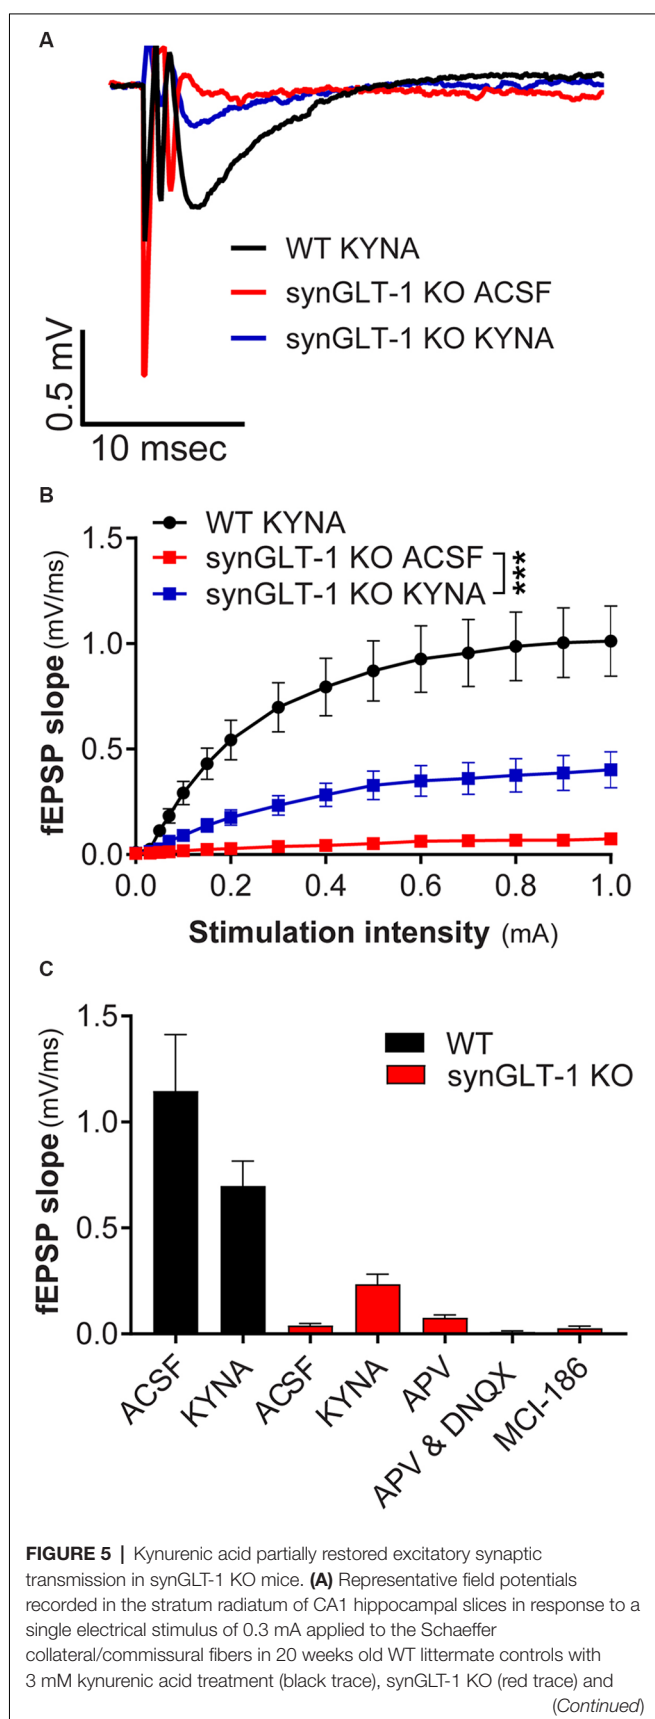 A
WT KYNA
synGLT-1 KO ACSF
synGLT-1 KO KYNA
0.5 mV
10 msec
B
WT KYNA
synGLT-1 KO ACSF
synGLT-1 KO KYNA
***
fEPSP slope (mV/ms)
1.5
1.0
0.5
0.0
0.0 0.2 0.4 0.6 0.8 1.0
Stimulation intensity (mA)
C
fEPSP slope (mV/ms)
1.5
1.0
0.5
0.0
WT
synGLT-1 KO
ACSF
KYNA
ACSF
KYNA
APV
APV & DNQX
MCI-186
FIGURE 5 | Kynurenic acid partially restored excitatory synaptic
transmission in synGLT-1 KO mice. (A) Representative field potentials
recorded in the stratum radiatum of CA1 hippocampal slices in response to a
single electrical stimulus of 0.3 mA applied to the Schaeffer
collateral/commissural fibers in 20 weeks old WT littermate controls with
3 mM kynurenic acid treatment (black trace), synGLT-1 KO (red trace) and
(Continued)